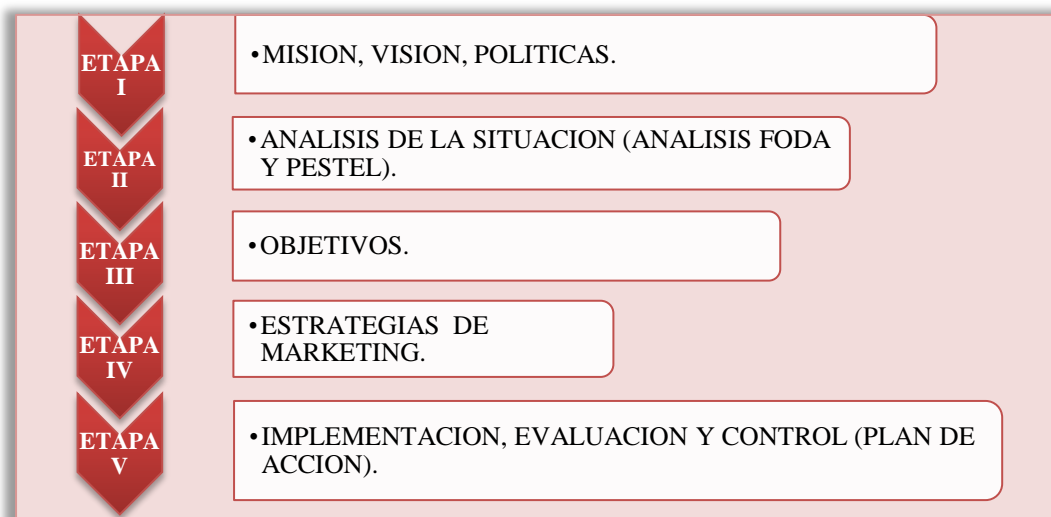 ETAPA
I
•MISION, VISION, POLITICAS.
ETAPA
II
•ANALISIS DE LA SITUACION (ANALISIS FODA
Y PESTEL).
ETAPA
III
•OBJETIVOS.
ETAPA
IV
•ESTRATEGIAS DE
MARKETING.
ETAPA
V
•IMPLEMENTACION, EVALUACION Y CONTROL (PLAN DE
ACCION).